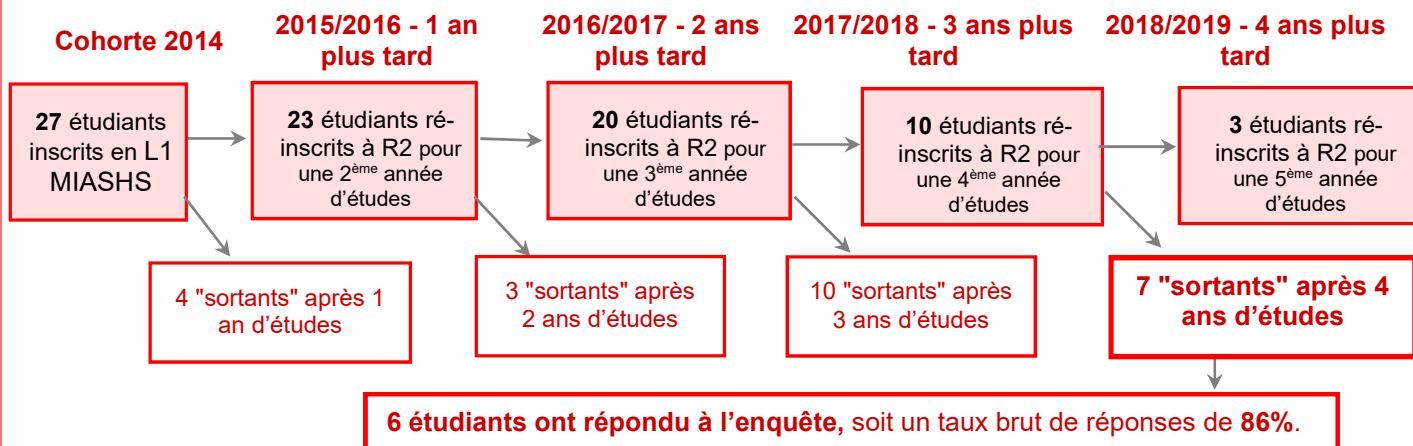 Cohorte 2014
2015/2016 - 1 an
plus tard
2016/2017 - 2 ans
plus tard
2017/2018 - 3 ans plus
tard
2018/2019 - 4 ans plus
tard
27 étudiants
inscrits en L1
MIASHS
23 étudiants ré-
inscrits à R2 pour
une 2ème année
d’études
20 étudiants ré-
inscrits à R2 pour
une 3ème année
d’études
10 étudiants ré-
inscrits à R2 pour
une 4ème année
d’études
3 étudiants ré-
inscrits à R2 pour
une 5ème année
d’études
4 "sortants" après 1
an d’études
3 "sortants" après
2 ans d’études
10 "sortants" après
3 ans d’études
7 "sortants" après 4
ans d’études
6 étudiants ont répondu à l’enquête, soit un taux brut de réponses de 86%.